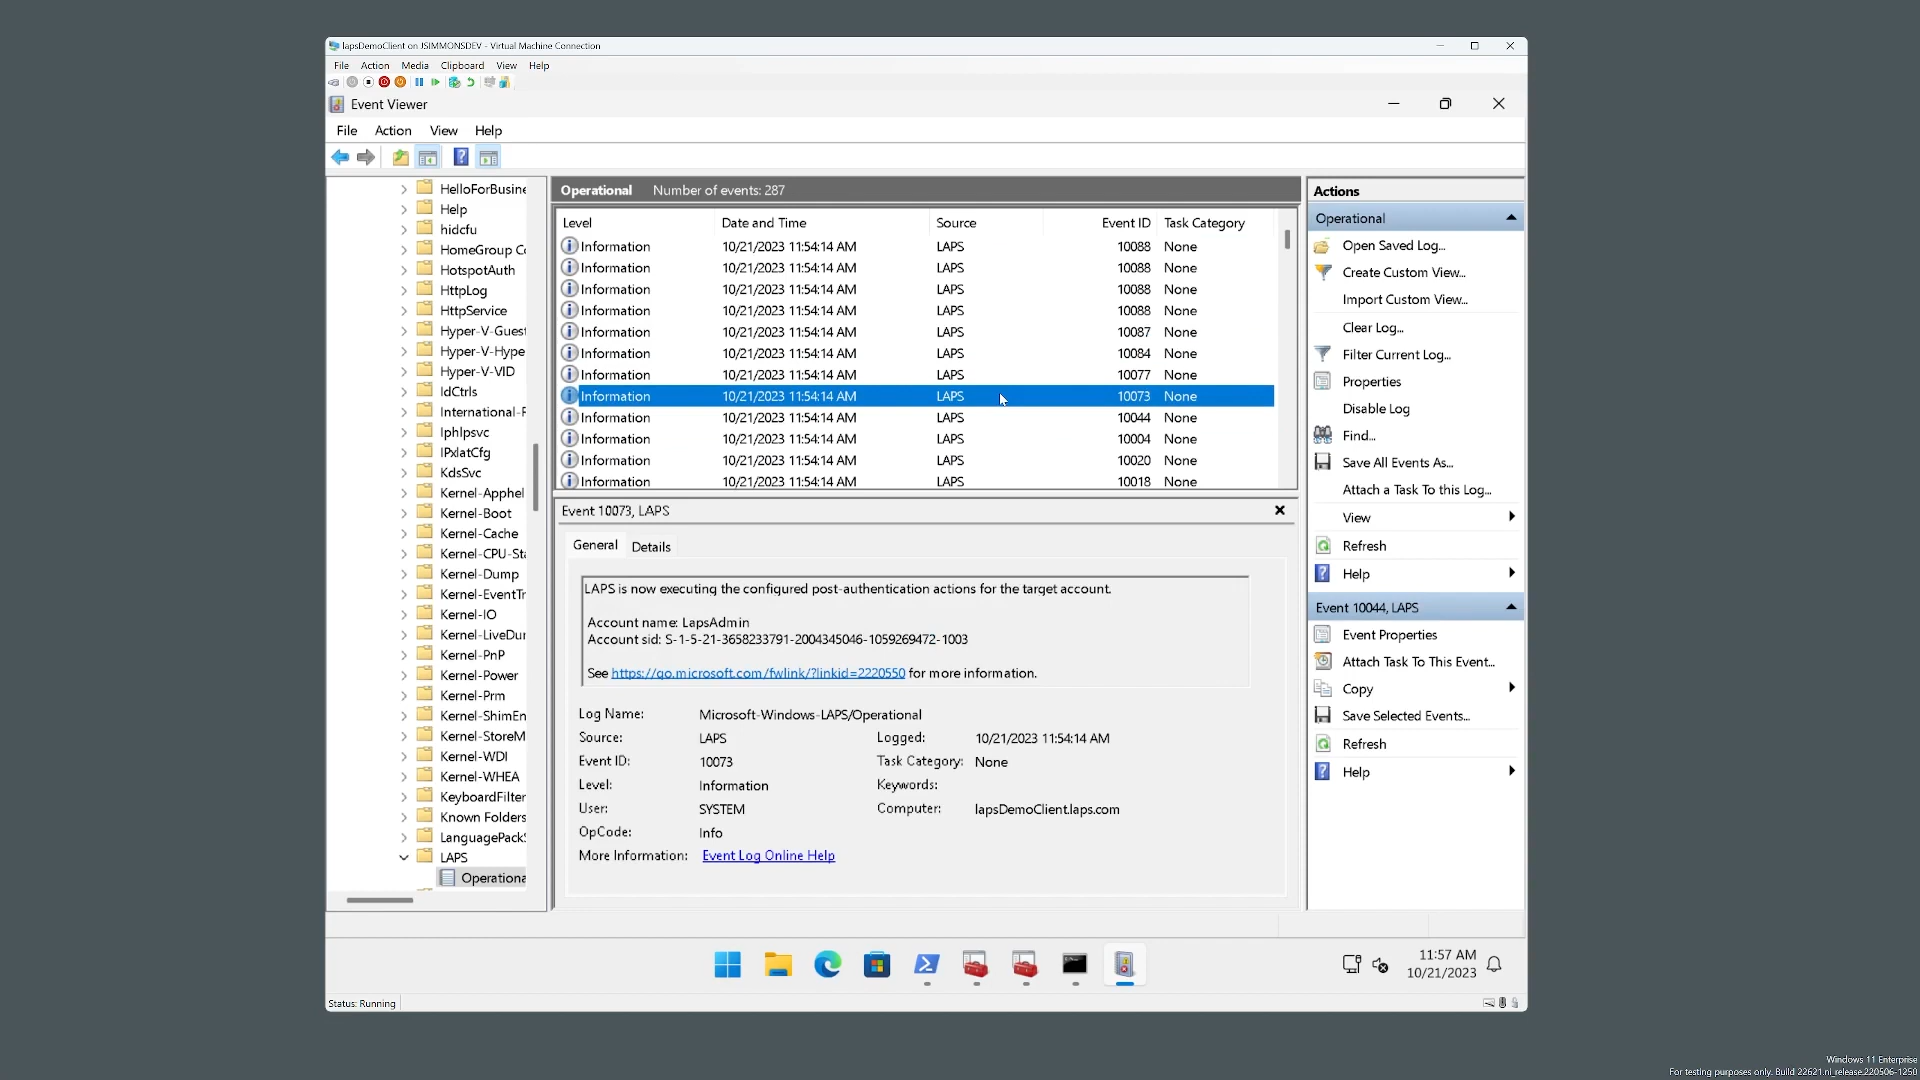 lapsDemoClient on JSIMMONSDEV - Virtual Machine Connection
File Action Media Clipboard View Help
Event Viewer
File Action View Help
HelloForBusine
Help
hidcfu
HomeGroup Co
HotspotAuth
HttpLog
HttpService
Hyper-V-Guest
Hyper-V-Hype
Hyper-V-VID
IdCtrls
International-F
Iphlpsvc
IPxlatCfg
KdsSvc
Kernel-Apphel
Kernel-Boot
Kernel-Cache
Kernel-CPU-Sta
Kernel-Dump
Kernel-EventTr
Kernel-IO
Kernel-LiveDur
Kernel-PnP
Kernel-Power
Kernel-Prm
Kernel-ShimEn
Kernel-StoreM
Kernel-WDI
Kernel-WHEA
KeyboardFilter
Known Folders
LanguagePackS
LAPS
Operationa
Operational Number of events: 287
Level Date and Time Source Event ID Task Category
Information 10/21/2023 11:54:14 AM LAPS 10088 None
Information 10/21/2023 11:54:14 AM LAPS 10088 None
Information 10/21/2023 11:54:14 AM LAPS 10088 None
Information 10/21/2023 11:54:14 AM LAPS 10088 None
Information 10/21/2023 11:54:14 AM LAPS 10087 None
Information 10/21/2023 11:54:14 AM LAPS 10084 None
Information 10/21/2023 11:54:14 AM LAPS 10077 None
Information 10/21/2023 11:54:14 AM LAPS 10073 None
Information 10/21/2023 11:54:14 AM LAPS 10044 None
Information 10/21/2023 11:54:14 AM LAPS 10004 None
Information 10/21/2023 11:54:14 AM LAPS 10020 None
Information 10/21/2023 11:54:14 AM LAPS 10018 None
Event 10073, LAPS
General Details
LAPS is now executing the configured post-authentication actions for the target account.
Account name: LapsAdmin
Account sid: S-1-5-21-3658233791-2004345046-1059269472-1003
See https://go.microsoft.com/fwlink/?linkid=2220550 for more information.
Log Name: Microsoft-Windows-LAPS/Operational
Source: LAPS Logged: 10/21/2023 11:54:14 AM
Event ID: 10073 Task Category: None
Level: Information Keywords:
User: SYSTEM Computer: lapsDemoClient.laps.com
OpCode: Info
More Information: Event Log Online Help
Actions
Operational
Open Saved Log...
Create Custom View...
Import Custom View...
Clear Log...
Filter Current Log...
Properties
Disable Log
Find...
Save All Events As...
Attach a Task To this Log...
View
Refresh
Help
Event 10044, LAPS
Event Properties
Attach Task To This Event...
Copy
Save Selected Events...
Refresh
Help
11:57 AM
10/21/2023
Status: Running
Windows 11 Enterprise
For testing purposes only. Build 22621.ni_release.220506-1250